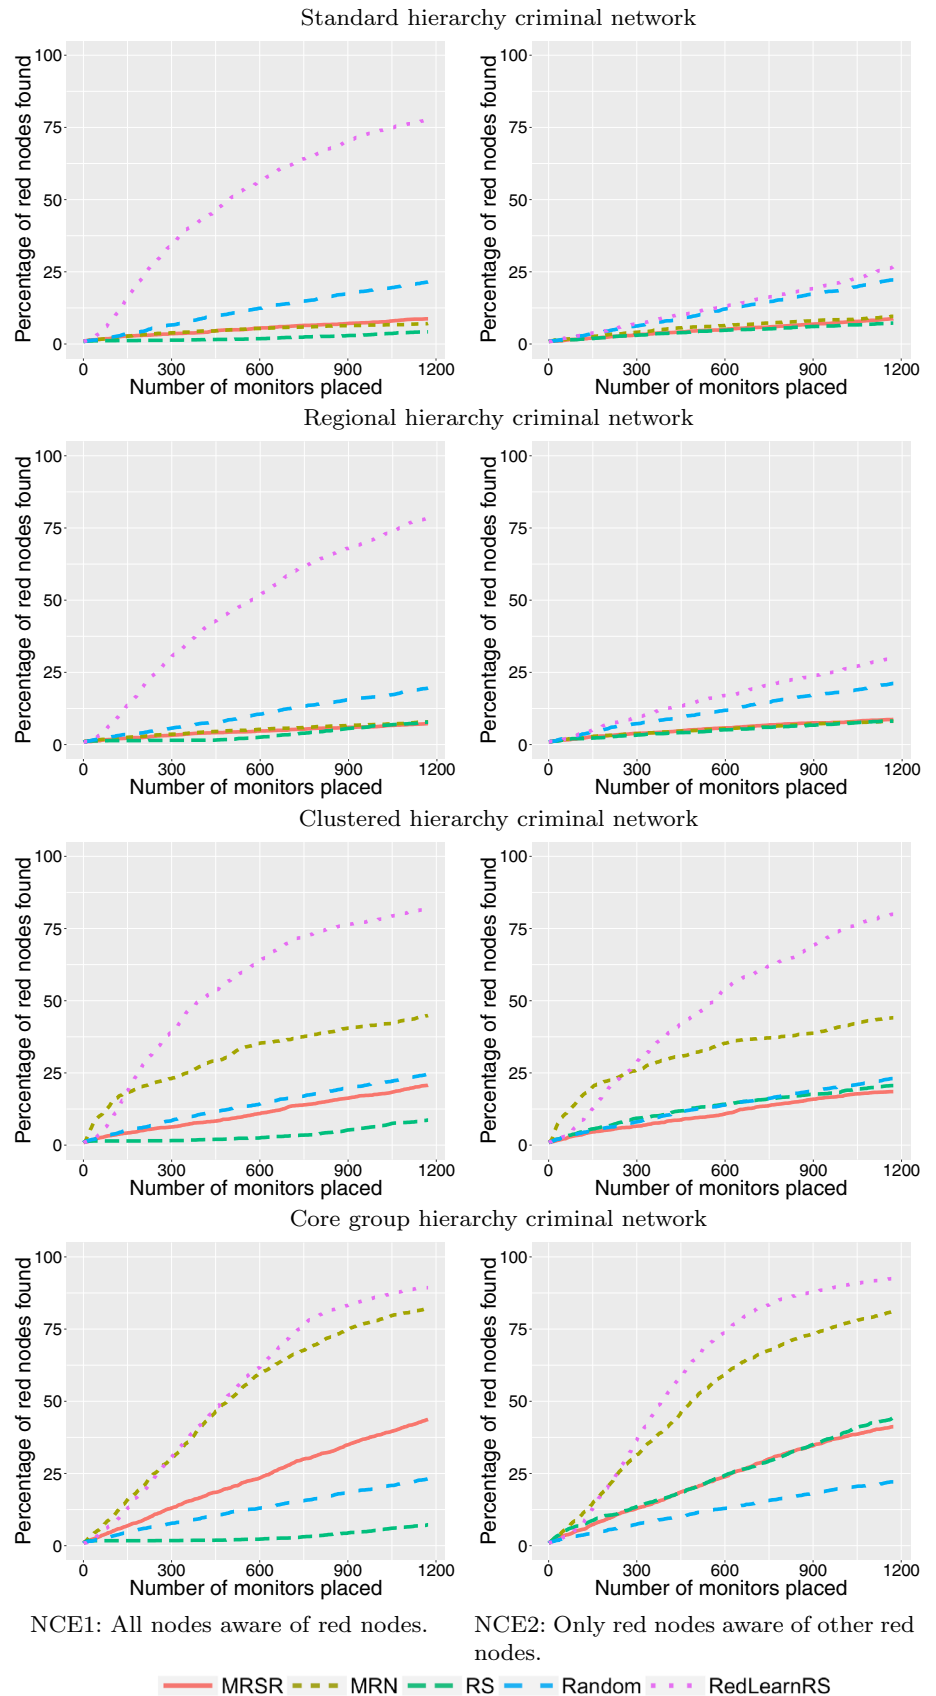 Standard hierarchy criminal network
Percentage of red nodes found
100
75
50
25
0
0 300 600 900 1200
Number of monitors placed
Percentage of red nodes found
100
75
50
25
0
0 300 600 900 1200
Number of monitors placed
Regional hierarchy criminal network
Percentage of red nodes found
100
75
50
25
0
0 300 600 900 1200
Number of monitors placed
Percentage of red nodes found
100
75
50
25
0
0 300 600 900 1200
Number of monitors placed
Clustered hierarchy criminal network
Percentage of red nodes found
100
75
50
25
0
0 300 600 900 1200
Number of monitors placed
Percentage of red nodes found
100
75
50
25
0
0 300 600 900 1200
Number of monitors placed
Core group hierarchy criminal network
Percentage of red nodes found
100
75
50
25
0
0 300 600 900 1200
Number of monitors placed
Percentage of red nodes found
100
75
50
25
0
0 300 600 900 1200
Number of monitors placed
NCE1: All nodes aware of red nodes.
NCE2: Only red nodes aware of other red
nodes.
MRSR MRN RS Random RedLearnRS